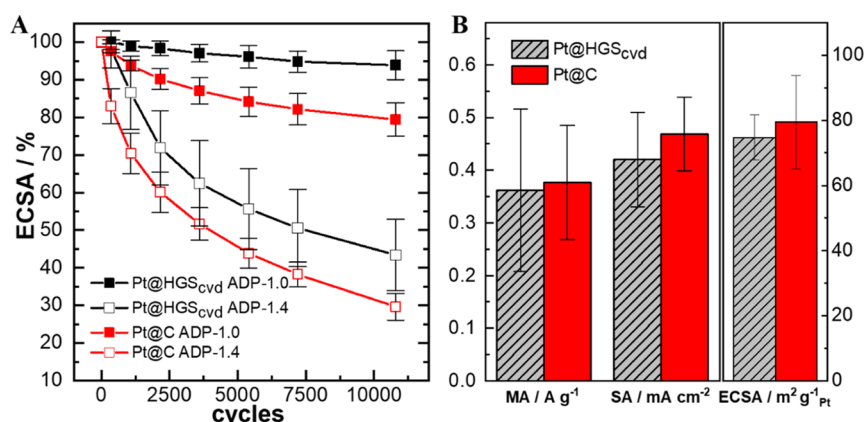 A
ECSA / %
100
90
80
70
60
50
40
30
20
10
Pt@HGScvd ADP-1.0
Pt@HGScvd ADP-1.4
Pt@C ADP-1.0
Pt@C ADP-1.4
0 2500 5000 7500 10000
cycles
B
Pt@HGScvd
Pt@C
0.6
0.5
0.4
0.3
0.2
0.1
0.0
100
80
60
40
20
0
MA / A g-1
SA / mA cm-2
ECSA / m2 g-1Pt